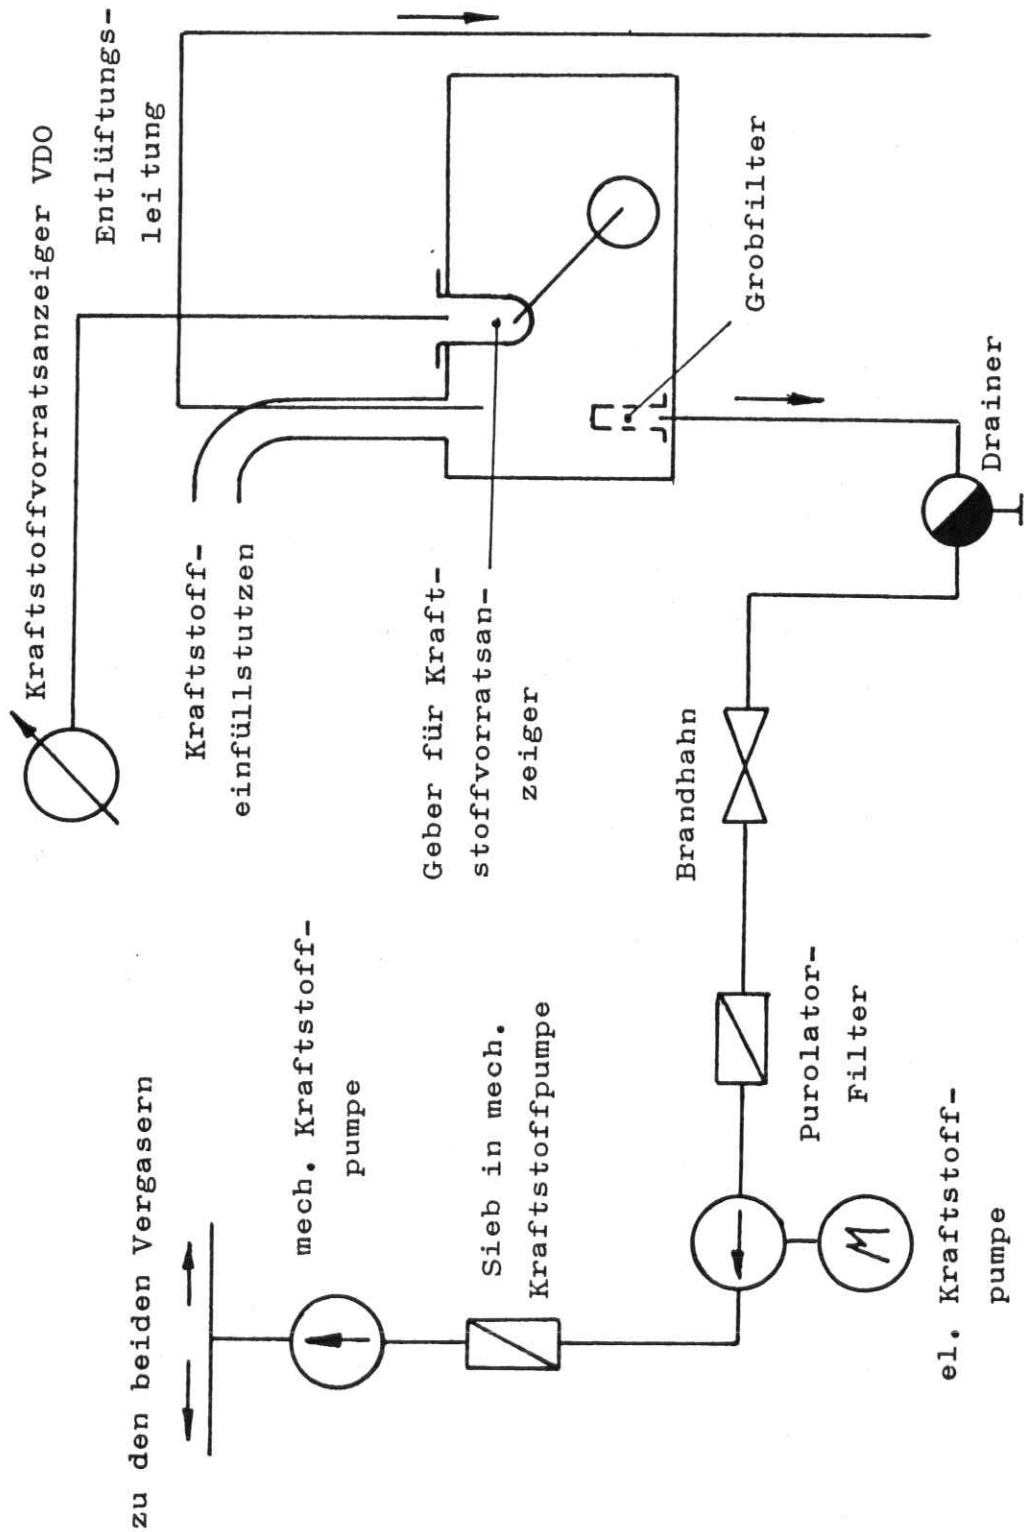 zu den beiden Vergasern
mech. Kraftstoff-
pumpe
Sieb in mech.
Kraftstoffpumpe
el. Kraftstoff-
pumpe
M
Purolator-
Filter
Brandhahn
Drainer
Kraftstoffvorratsanzeiger VDO
Kraftstoff-
einfüllstutzen
Geber für Kraft-
stoffvorratsan-
zeiger
Entlüftungs-
leitung
Grobfilter